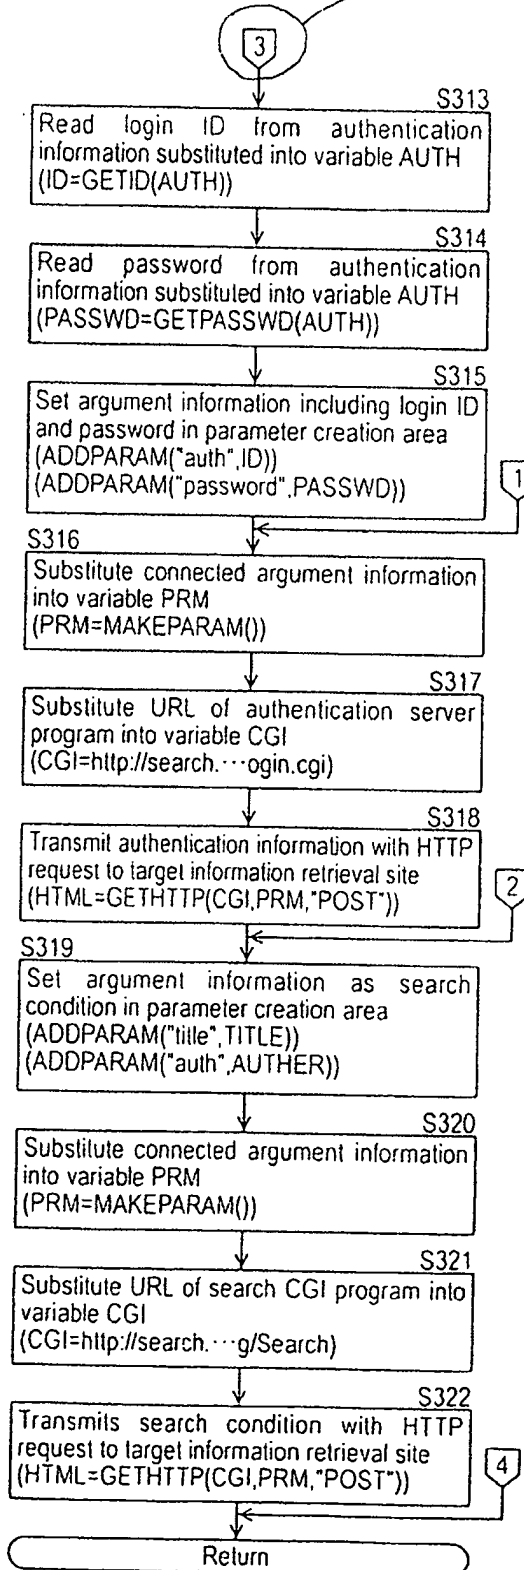 3
S313
Read login ID from authentication
information substituted into variable AUTH
(ID=GETID(AUTH))
S314
Read password from authentication
information substituted into variable AUTH
(PASSWD=GETPASSWD(AUTH))
S315
Set argument information including login ID
and password in parameter creation area
(ADDPARAM("auth",ID))
(ADDPARAM("password",PASSWD))
1
S316
Substitute connected argument information
into variable PRM
(PRM=MAKEPARAM())
S317
Substitute URL of authentication server
program into variable CGI
(CGI=http://search.···ogin.cgi)
S318
Transmit authentication information with HTTP
request to target information retrieval site
(HTML=GETHTTP(CGI,PRM,"POST"))
2
S319
Set argument information as search
condition in parameter creation area
(ADDPARAM("title",TITLE))
(ADDPARAM("auth",AUTHER))
S320
Substitute connected argument information
into variable PRM
(PRM=MAKEPARAM())
S321
Substitute URL of search CGI program into
variable CGI
(CGI=http://search.···g/Search)
S322
Transmits search condition with HTTP
request to target information retrieval site
(HTML=GETHTTP(CGI,PRM,"POST"))
4
Return